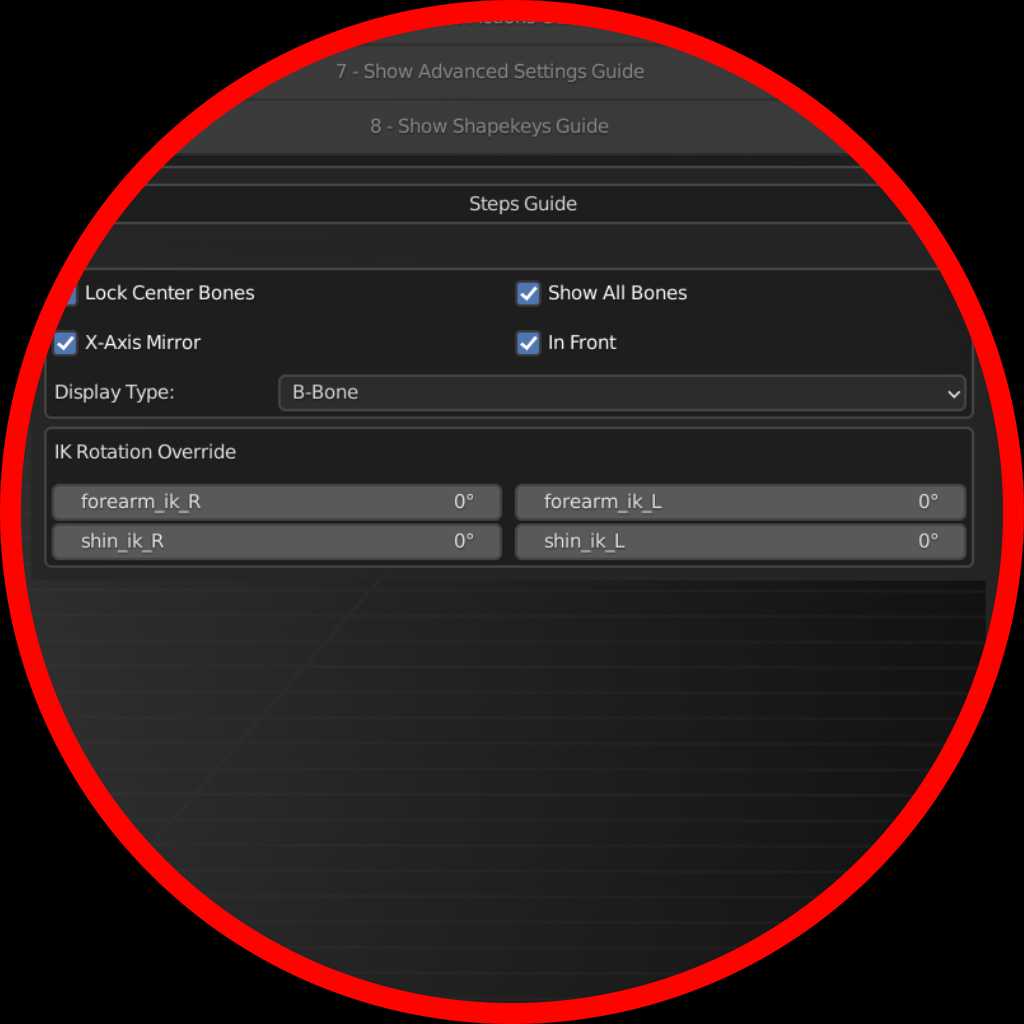 7 - Show Advanced Settings Guide
8 - Show Shapekeys Guide
Steps Guide
Lock Center Bones Show All Bones
X-Axis Mirror In Front
Display Type: B-Bone
IK Rotation Override
forearm_ik_R 0° forearm_ik_L 0°
shin_ik_R 0° shin_ik_L 0°